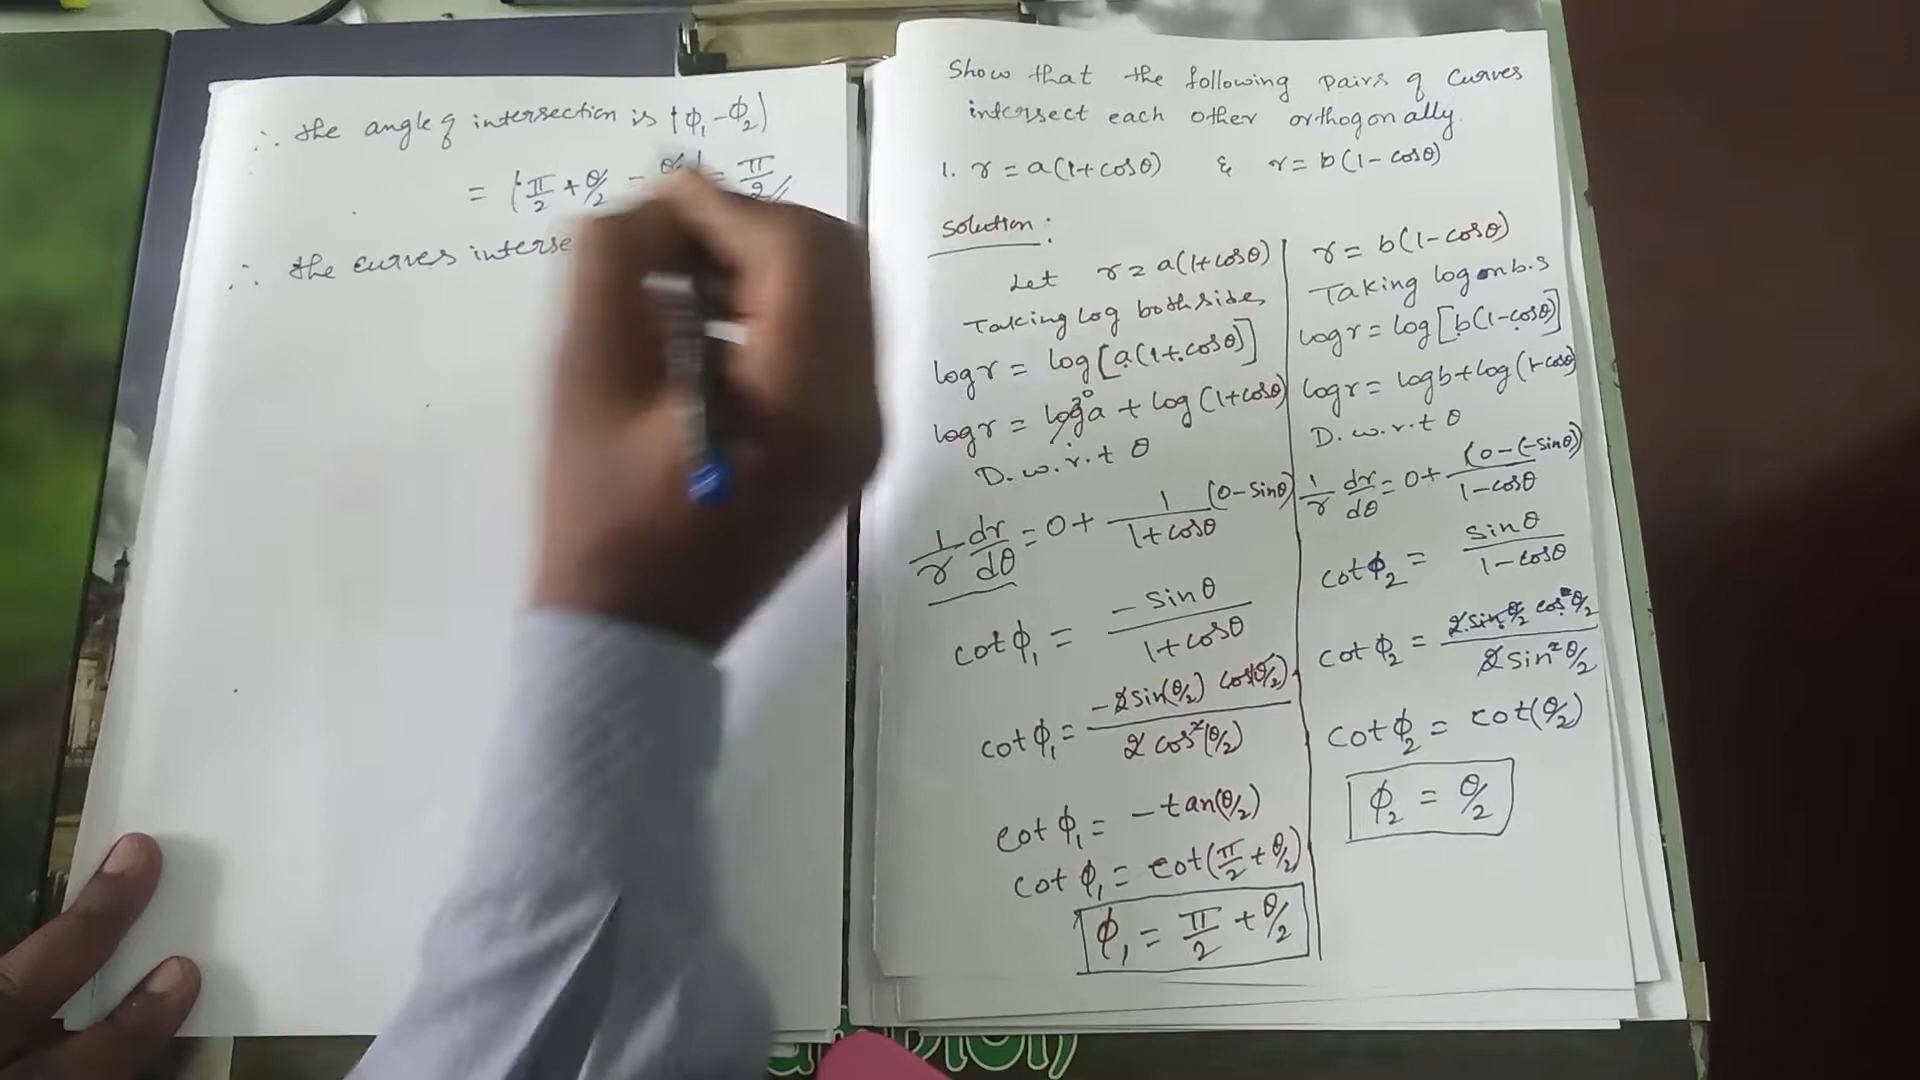 ∴ the angle of intersection is |ϕ₁-ϕ₂|
= |π/2 + θ/2 - θ/2| = π/2
∴ the curves interse
Show that the following pairs of curves
intersect each other orthogonally.
1. r = a(1+cosθ) & r = b(1-cosθ)
Solution:
Let r = a(1+cosθ)
Taking log both sides
log r = log[a(1+cosθ)]
log r = log a + log(1+cosθ)
D.w.r.t θ
1/r dr/dθ = 0 + 1/(1+cosθ) (0-sinθ)
cot ϕ₁ = -sinθ/(1+cosθ)
cot ϕ₁ = -2sin(θ/2) cos(θ/2)/2cos²(θ/2)
cot ϕ₁ = -tan(θ/2)
cot ϕ₁ = cot(π/2 + θ/2)
ϕ₁ = π/2 + θ/2
r = b(1-cosθ)
Taking log on b.s
log r = log[b(1-cosθ)]
log r = log b + log(1-cosθ)
D.w.r.t θ
1/r dr/dθ = 0 + (0-(-sinθ))/(1-cosθ)
cot ϕ₂ = sinθ/(1-cosθ)
cot ϕ₂ = 2sin θ/2 cos θ/2 / 2sin² θ/2
cot ϕ₂ = cot(θ/2)
ϕ₂ = θ/2